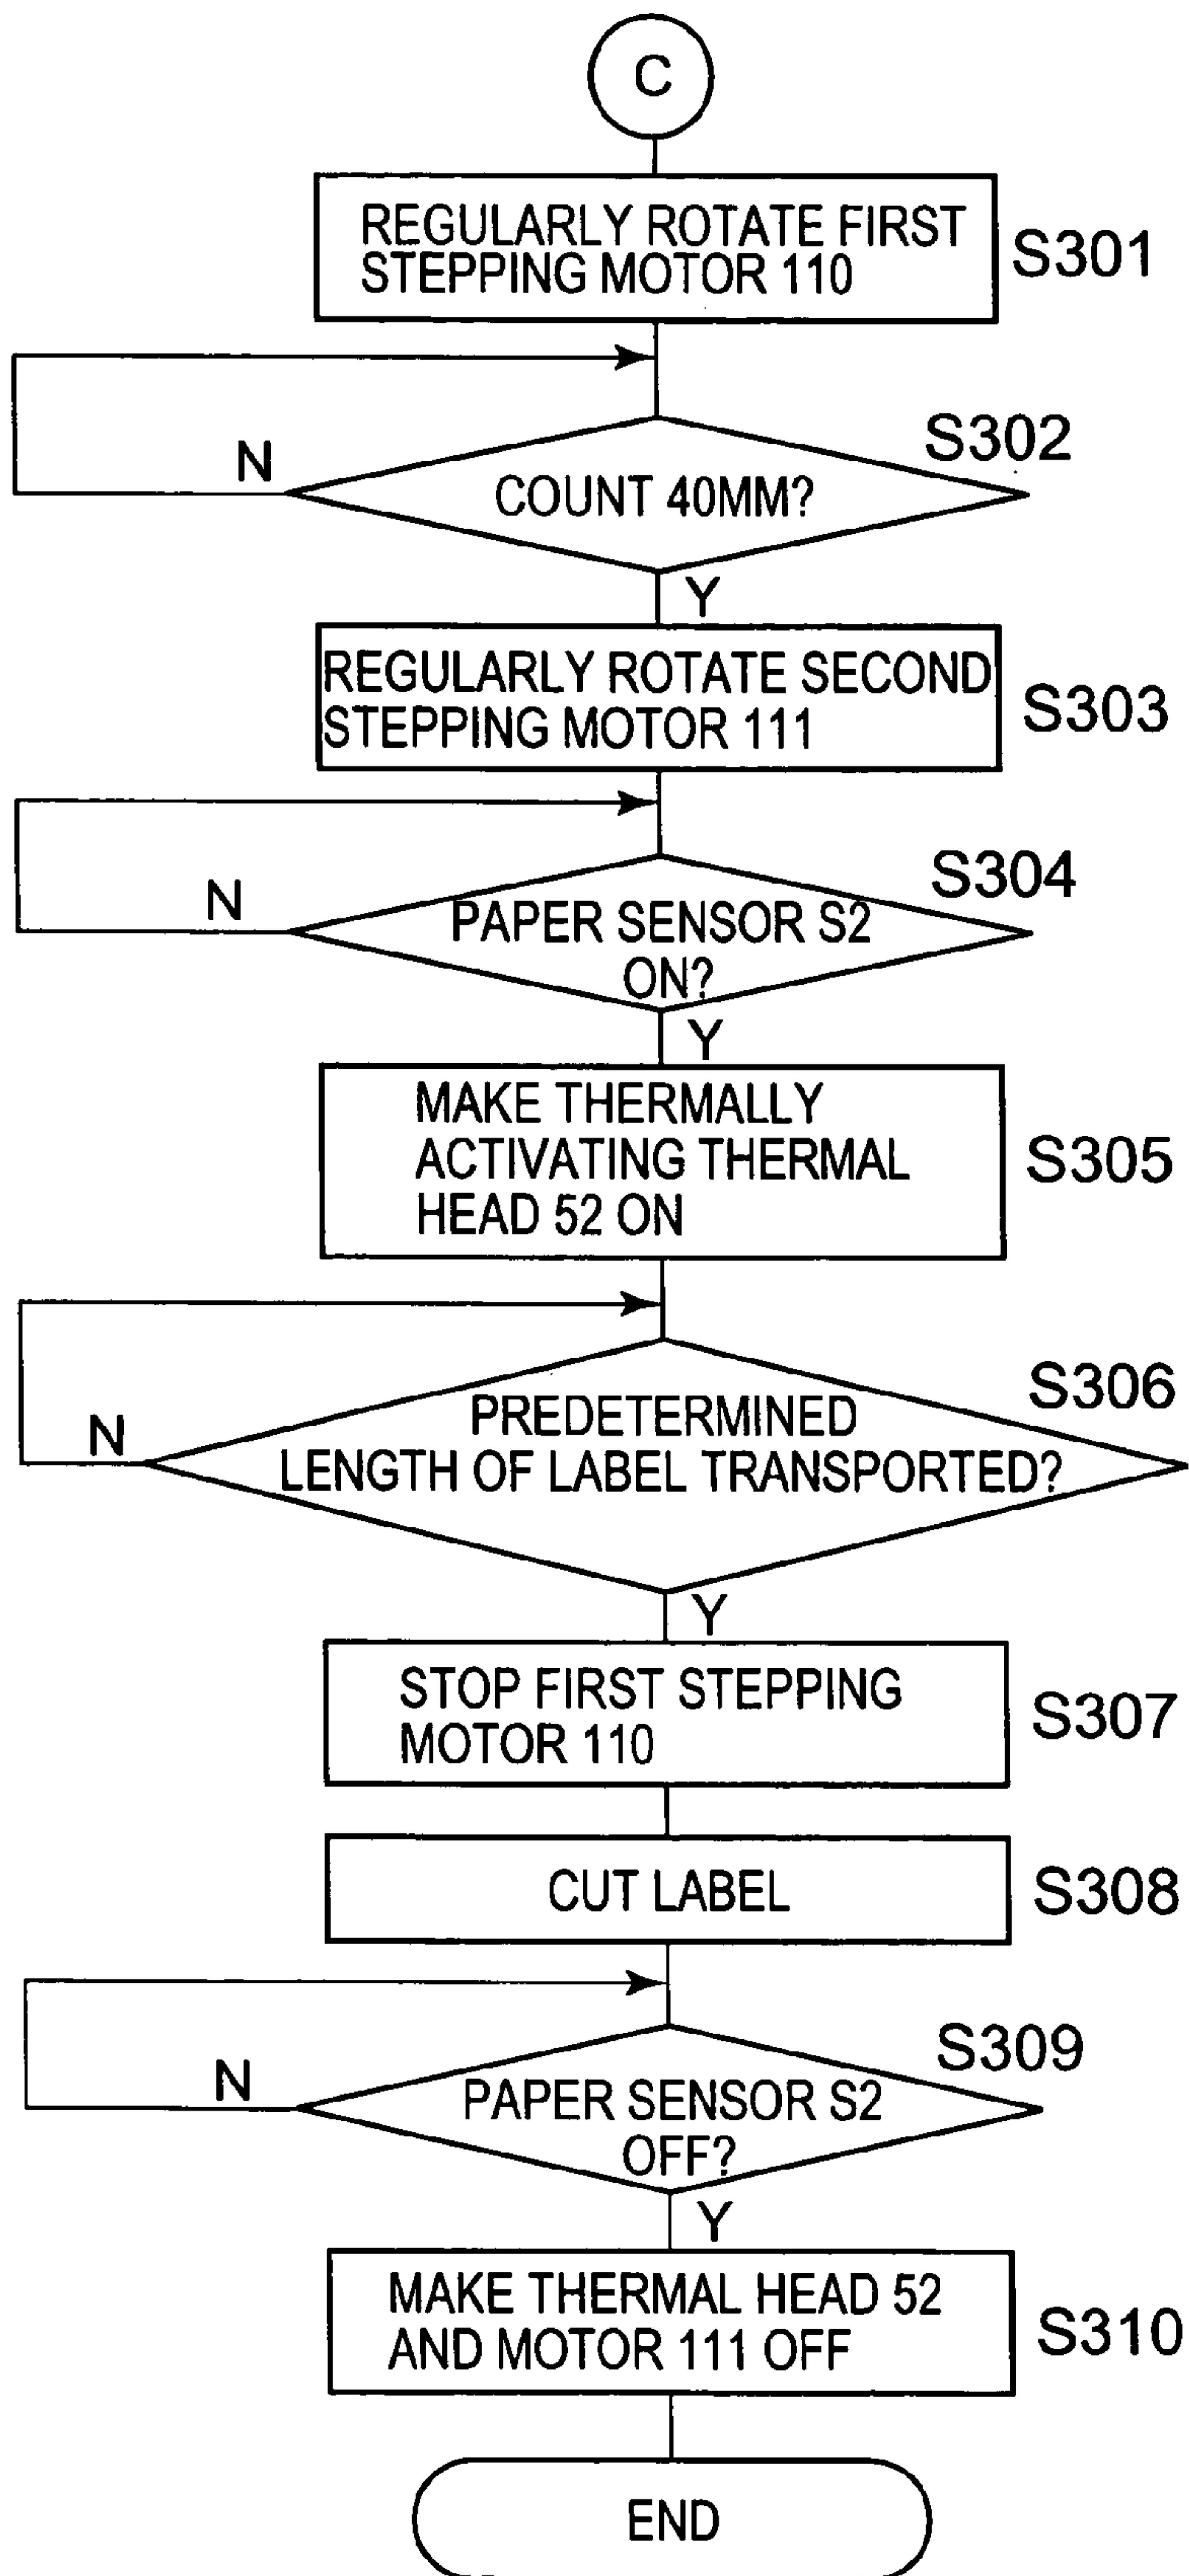 C
REGULARLY ROTATE FIRST
STEPPING MOTOR 110
S301
S302
N
COUNT 40MM?
Y
REGULARLY ROTATE SECOND
STEPPING MOTOR 111
S303
S304
N
PAPER SENSOR S2
ON?
Y
MAKE THERMALLY
ACTIVATING THERMAL
HEAD 52 ON
S305
S306
N
PREDETERMINED
LENGTH OF LABEL TRANSPORTED?
Y
STOP FIRST STEPPING
MOTOR 110
S307
CUT LABEL
S308
S309
N
PAPER SENSOR S2
OFF?
Y
MAKE THERMAL HEAD 52
AND MOTOR 111 OFF
S310
END